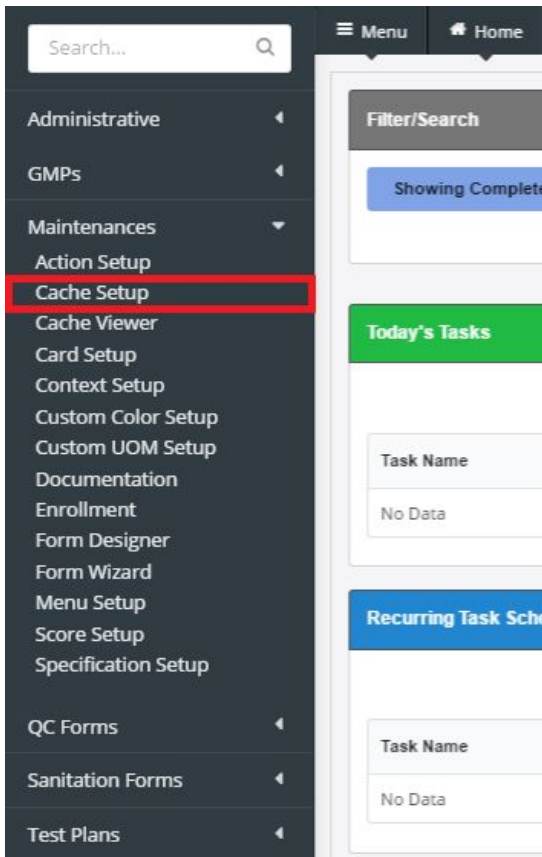 Search...
Administrative
GMPs
Maintenances
Action Setup
Cache Setup
Cache Viewer
Card Setup
Context Setup
Custom Color Setup
Custom UOM Setup
Documentation
Enrollment
Form Designer
Form Wizard
Menu Setup
Score Setup
Specification Setup
QC Forms
Sanitation Forms
Test Plans
Menu Home
Filter/Search
Showing Complete
Today's Tasks
Task Name
No Data
Recurring Task Sche
Task Name
No Data